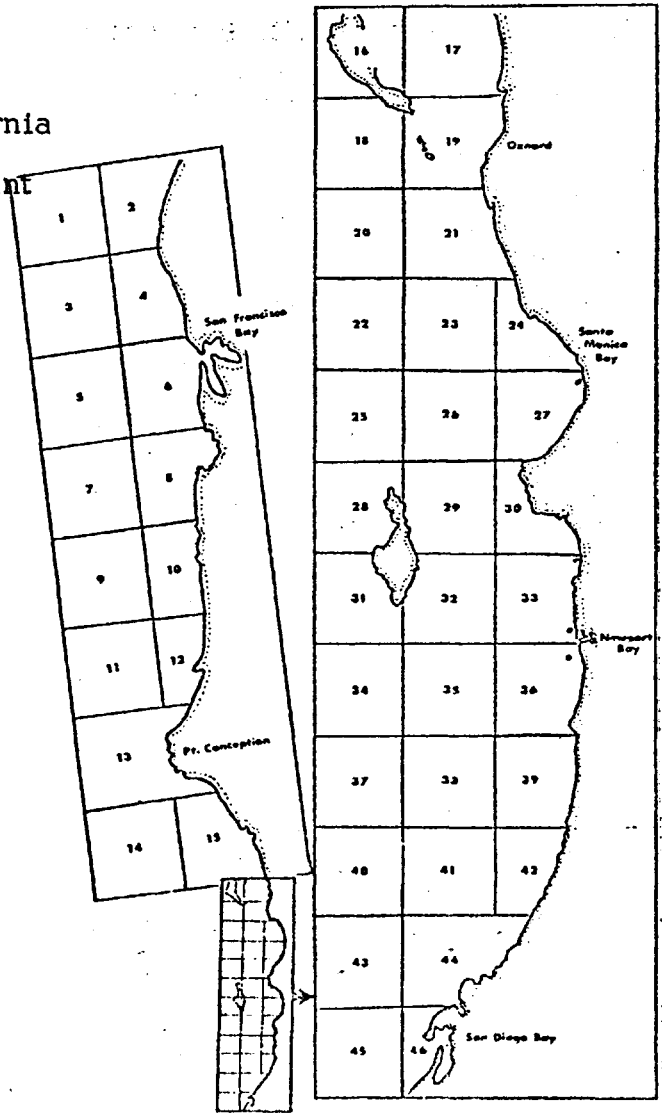 rnia
nt
1 2
3 4
San Francisco
Bay
5 6
7 8
9 10
11 12
13
Pt. Conception
14 15
16 17
18 19
Oxnard
20 21
22 23 24
Santa
Monica
Bay
25 26 27
28 29 30
31 32 33
Newport
Bay
34 35 36
37 38 39
40 41 42
43 44
45 46
San Diego Bay